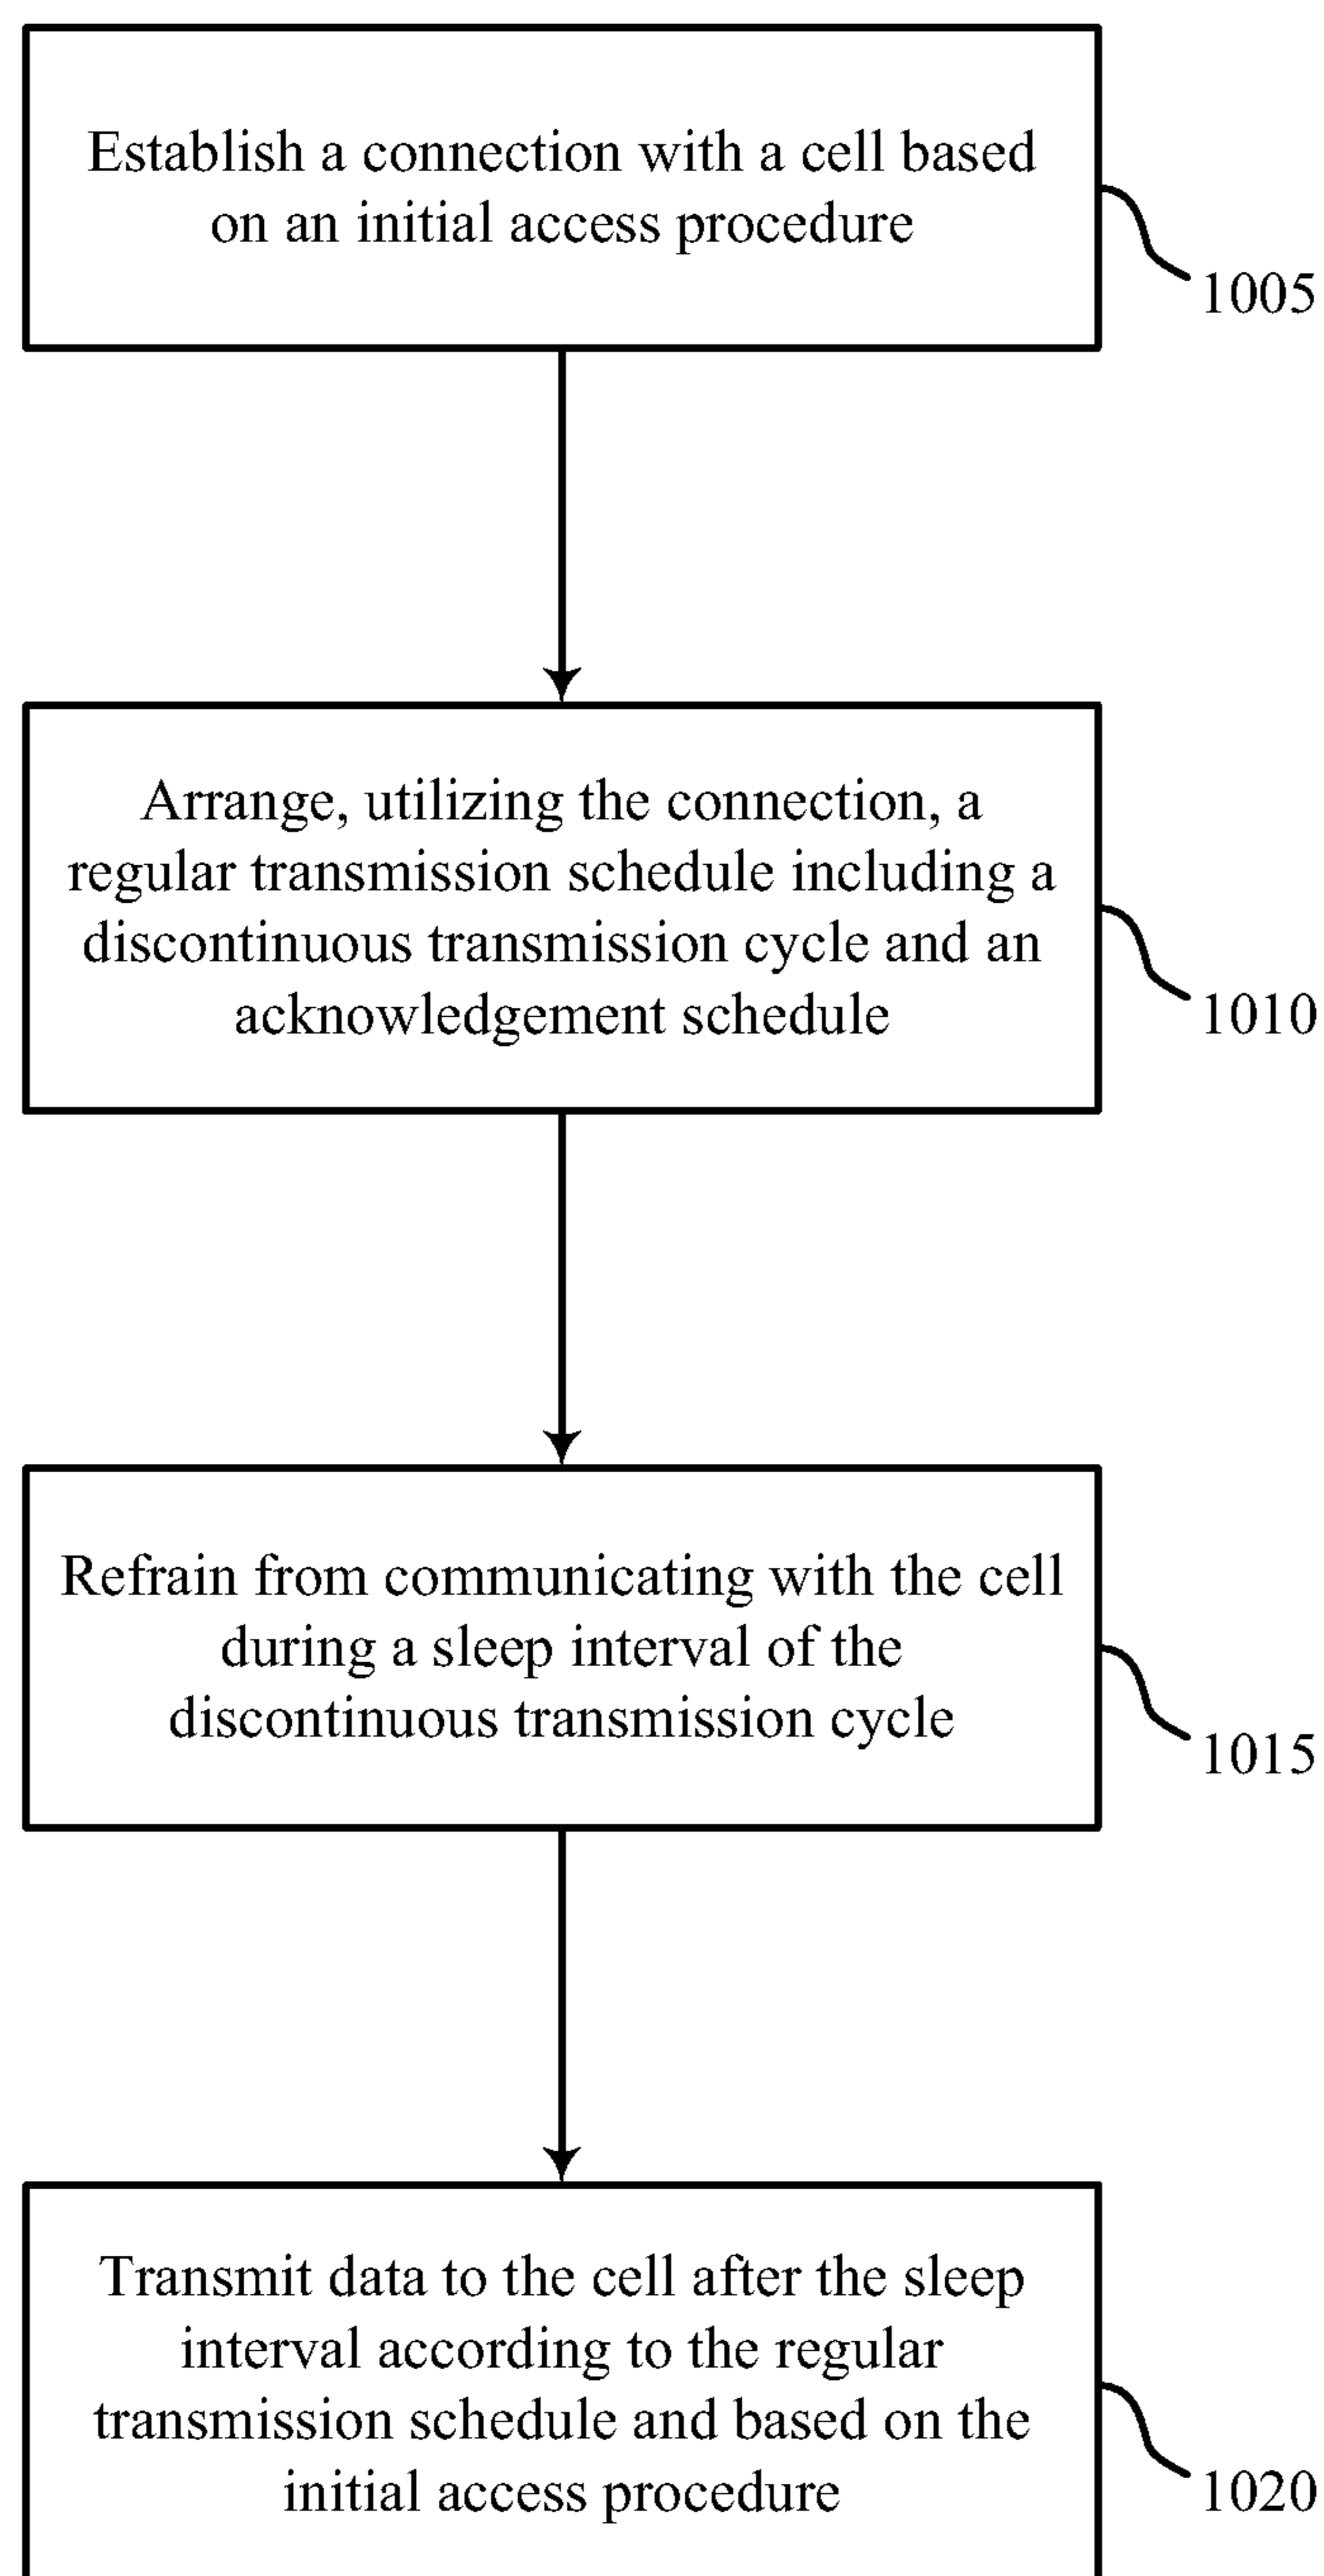 Establish a connection with a cell based
on an initial access procedure
1005
Arrange, utilizing the connection, a
regular transmission schedule including a
discontinuous transmission cycle and an
acknowledgement schedule
1010
Refrain from communicating with the cell
during a sleep interval of the
discontinuous transmission cycle
1015
Transmit data to the cell after the sleep
interval according to the regular
transmission schedule and based on the
initial access procedure
1020